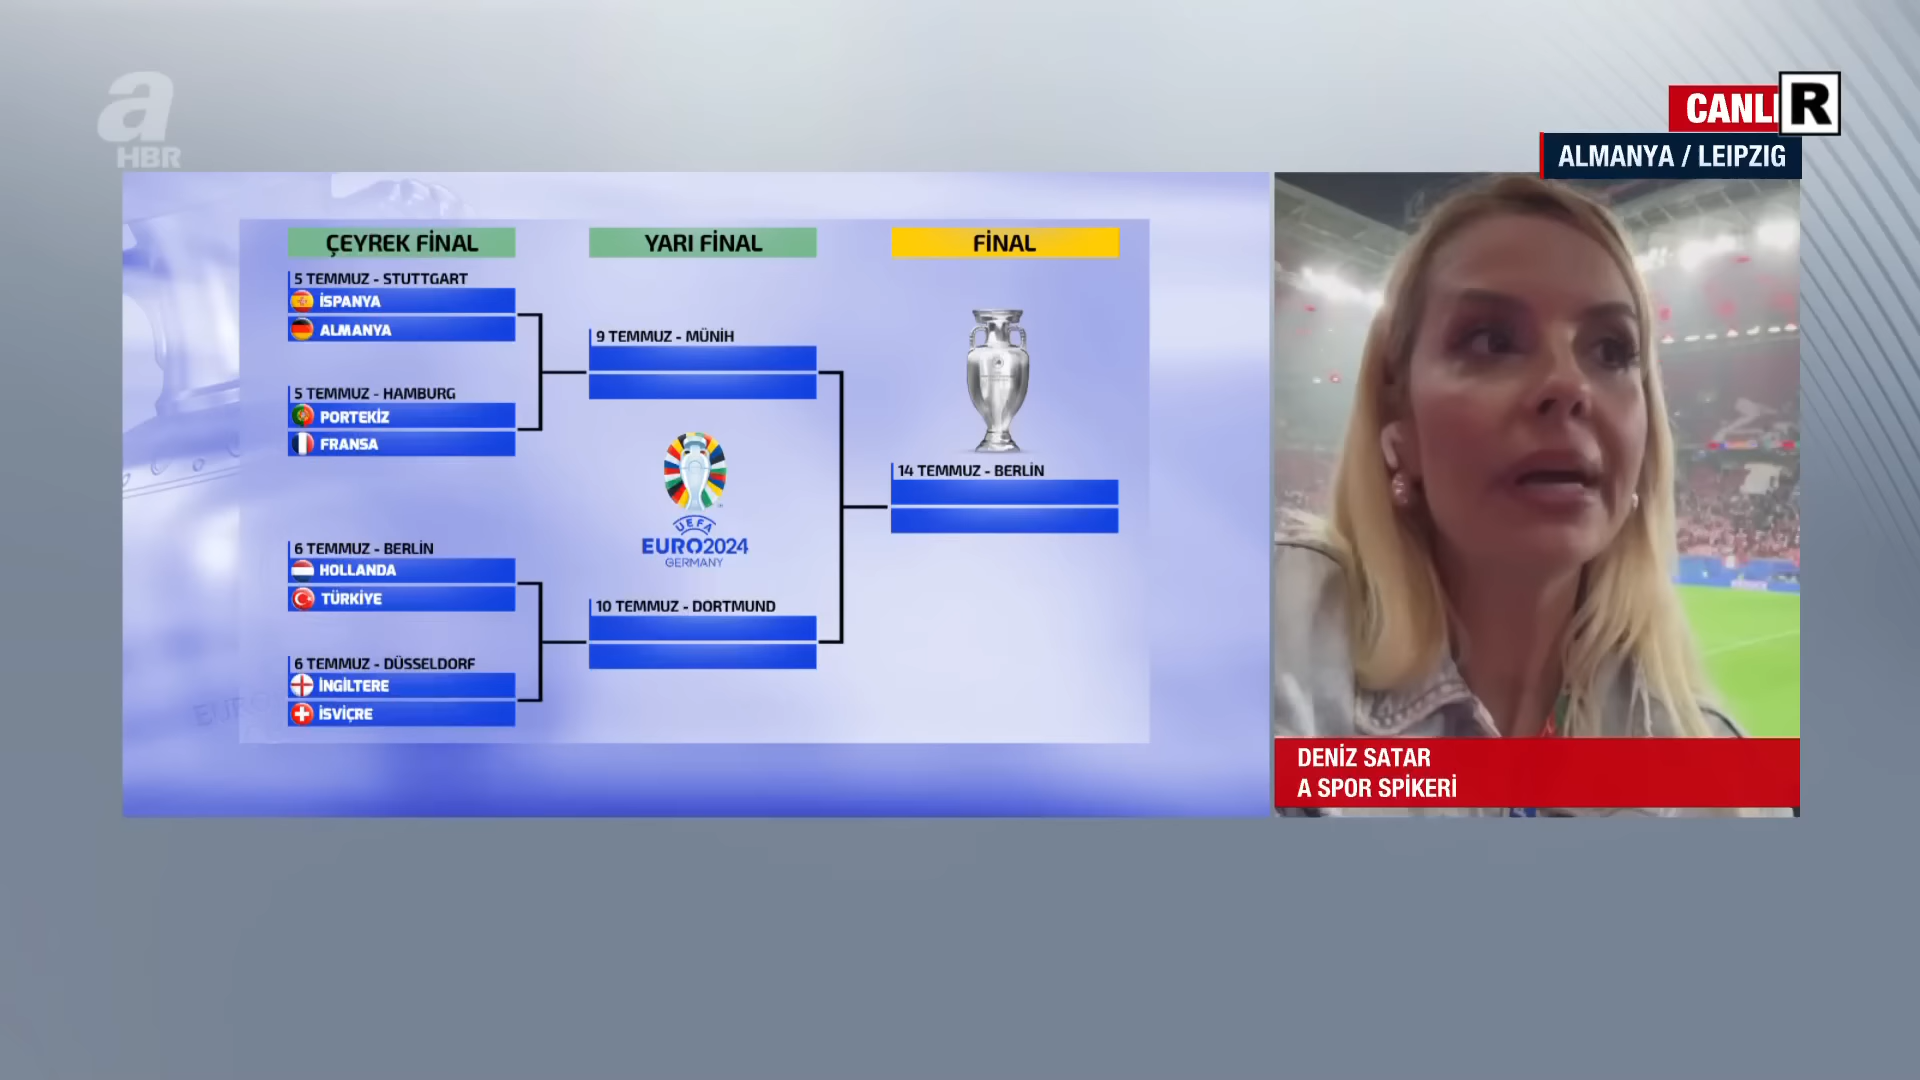 a
HBR
CANLI
R
ALMANYA / LEIPZIG
ÇEYREK FİNAL
5 TEMMUZ - STUTTGART
İSPANYA
ALMANYA
5 TEMMUZ - HAMBURG
PORTEKİZ
FRANSA
6 TEMMUZ - BERLİN
HOLLANDA
TÜRKİYE
6 TEMMUZ - DÜSSELDORF
İNGİLTERE
İSVİÇRE
YARI FİNAL
9 TEMMUZ - MÜNİH
UEFA
EURO2024
GERMANY
10 TEMMUZ - DORTMUND
FİNAL
14 TEMMUZ - BERLİN
EURO
DENİZ SATAR
A SPOR SPİKERİ